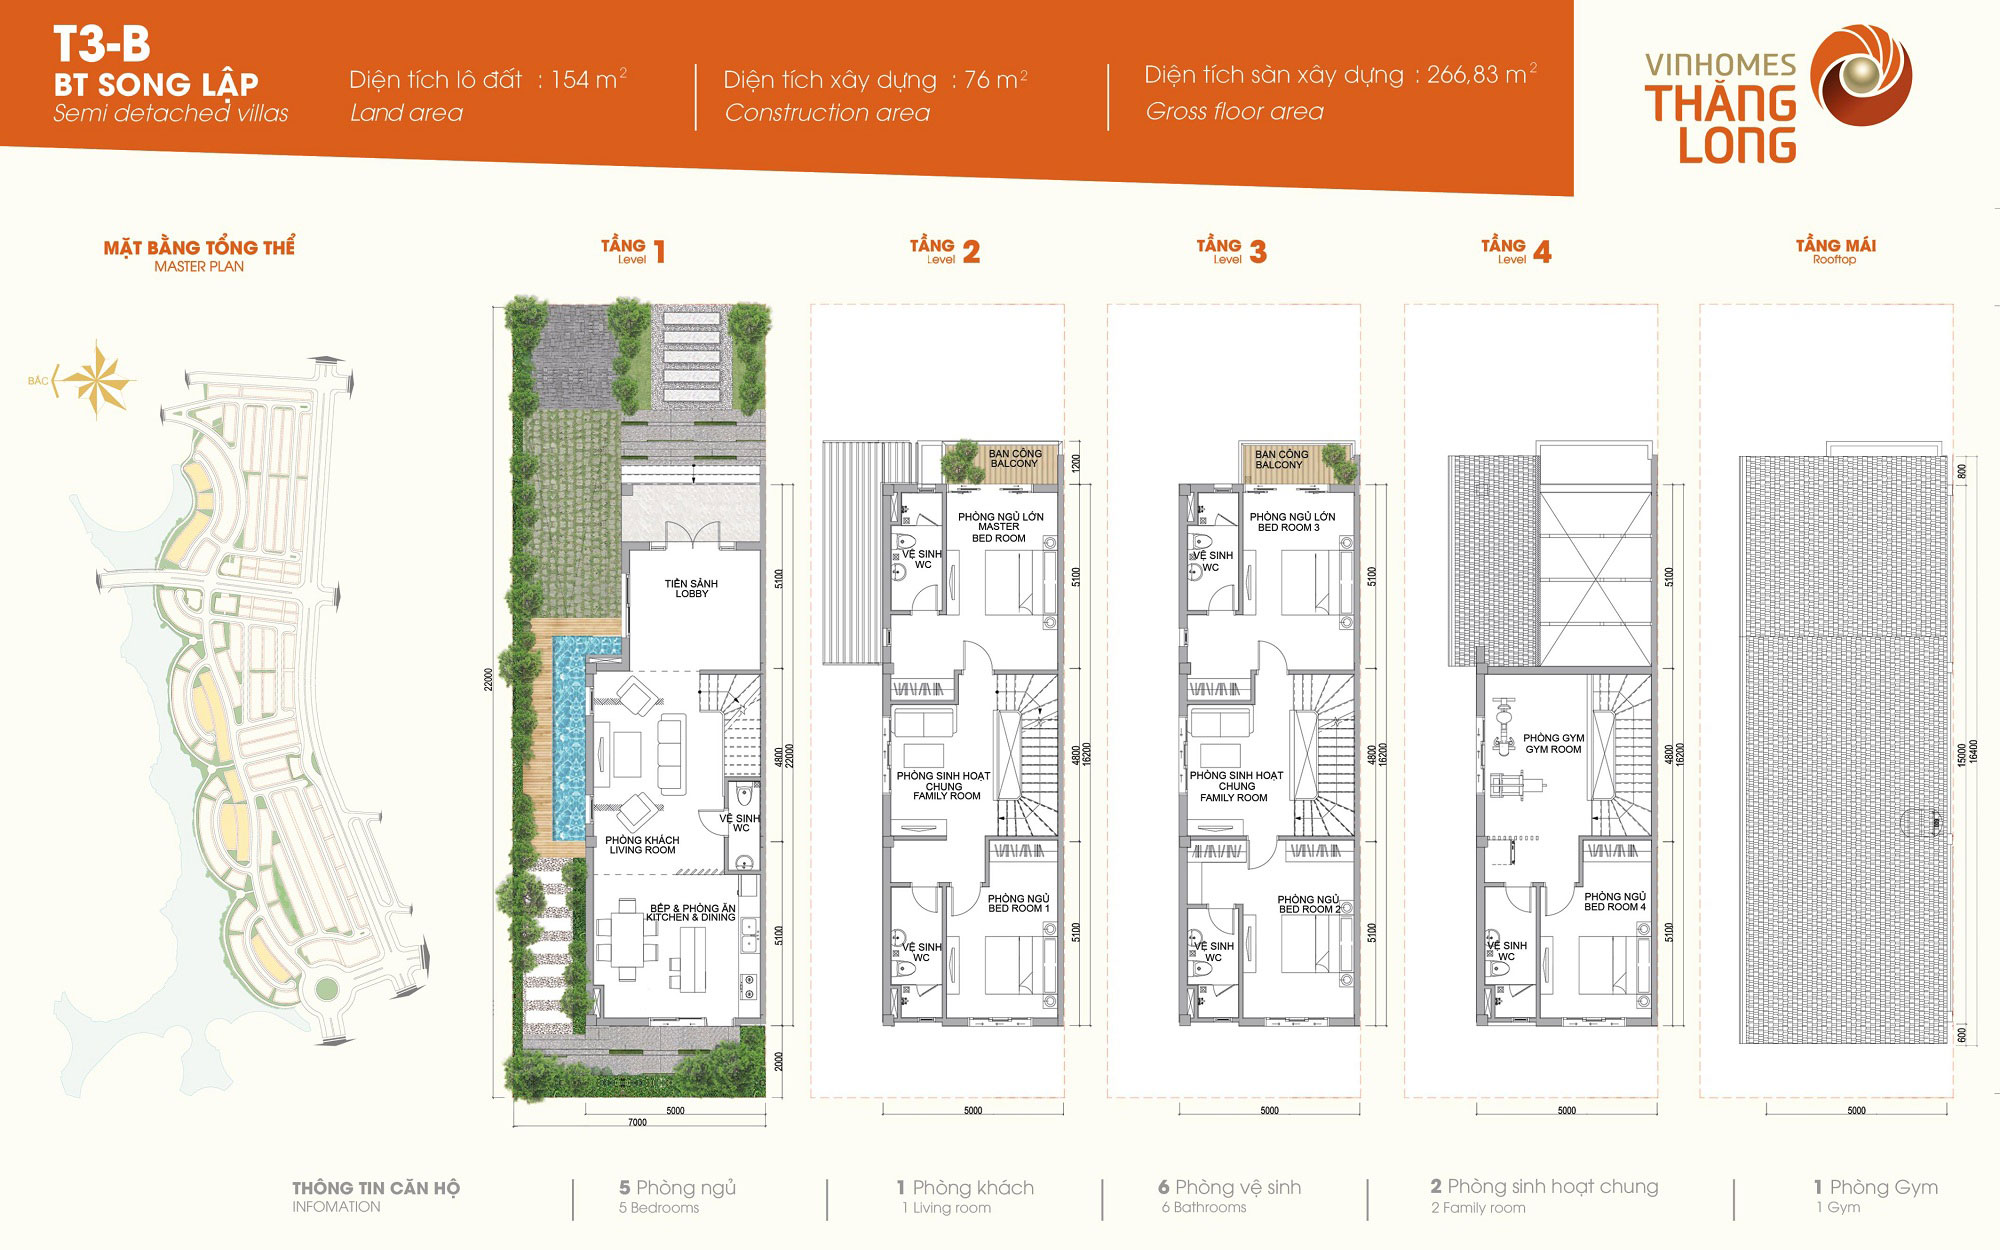 T3-B
BT SONG LẬP
Semi detached villas
Diện tích lô đất : 154 m²
Land area
Diện tích xây dựng : 76 m²
Construction area
Diện tích sàn xây dựng : 266,83 m²
Gross floor area
VINHOMES
THĂNG
LONG
MẶT BẰNG TỔNG THỂ
MASTER PLAN
TẦNG 1
Level
TẦNG 2
Level
TẦNG 3
Level
TẦNG 4
Level
TẦNG MÁI
Rooftop
BẮC
TIỀN SẢNH
LOBBY
VỆ SINH
WC
PHÒNG KHÁCH
LIVING ROOM
BẾP & PHÒNG ĂN
KITCHEN & DINING
22000
5100
4800
22000
5100
2000
5000
7000
BAN CÔNG
BALCONY
PHÒNG NGỦ LỚN
MASTER
BED ROOM
VỆ SINH
WC
PHÒNG SINH HOẠT
CHUNG
FAMILY ROOM
PHÒNG NGỦ
BED ROOM 1
VỆ SINH
WC
1200
5100
4800
16200
5100
5000
BAN CÔNG
BALCONY
PHÒNG NGỦ LỚN
BED ROOM 3
VỆ SINH
WC
PHÒNG SINH HOẠT
CHUNG
FAMILY ROOM
PHÒNG NGỦ
BED ROOM 2
VỆ SINH
WC
5100
4800
16200
5100
5000
PHÒNG GYM
GYM ROOM
PHÒNG NGỦ
BED ROOM 4
VỆ SINH
WC
5100
4800
16200
5100
5000
800
15000
16400
600
5000
THÔNG TIN CĂN HỘ
INFOMATION
5 Phòng ngủ
5 Bedrooms
1 Phòng khách
1 Living room
6 Phòng vệ sinh
6 Bathrooms
2 Phòng sinh hoạt chung
2 Family room
1 Phòng Gym
1 Gym